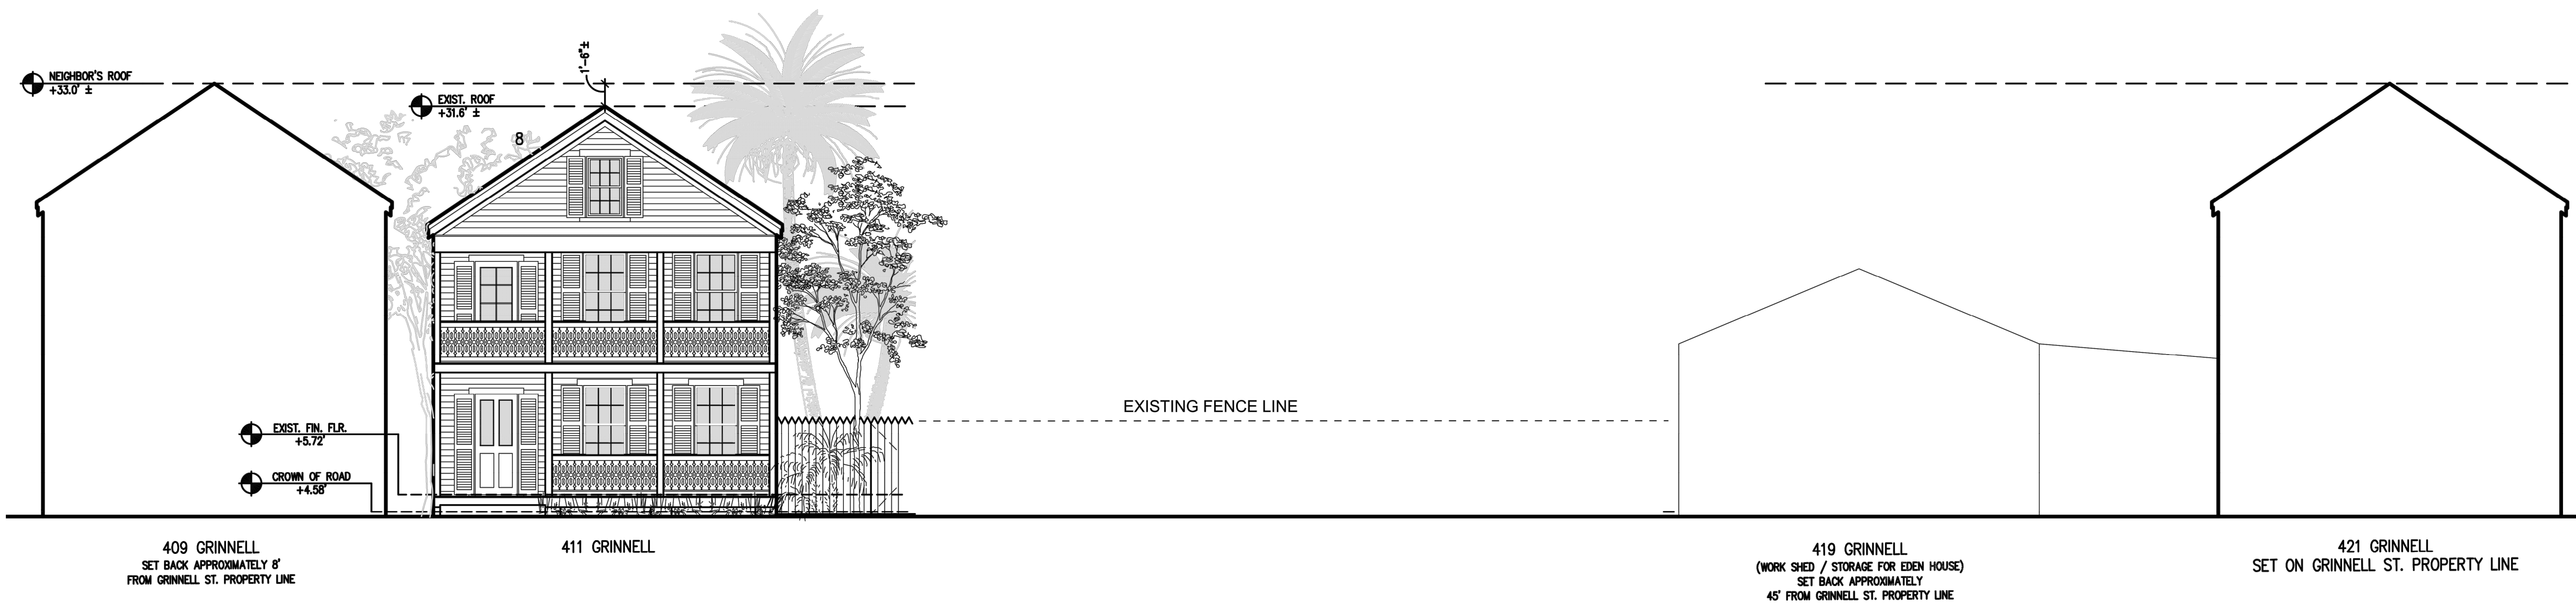 1'-6"±
NEIGHBOR'S ROOF
+33.0' ±
EXIST. ROOF
+31.6' ±
8
EXISTING FENCE LINE
EXIST. FIN. FLR.
+5.72'
CROWN OF ROAD
+4.58'
409 GRINNELL
SET BACK APPROXIMATELY 8'
FROM GRINNELL ST. PROPERTY LINE
411 GRINNELL
419 GRINNELL
(WORK SHED / STORAGE FOR EDEN HOUSE)
SET BACK APPROXIMATELY
45' FROM GRINNELL ST. PROPERTY LINE
421 GRINNELL
SET ON GRINNELL ST. PROPERTY LINE